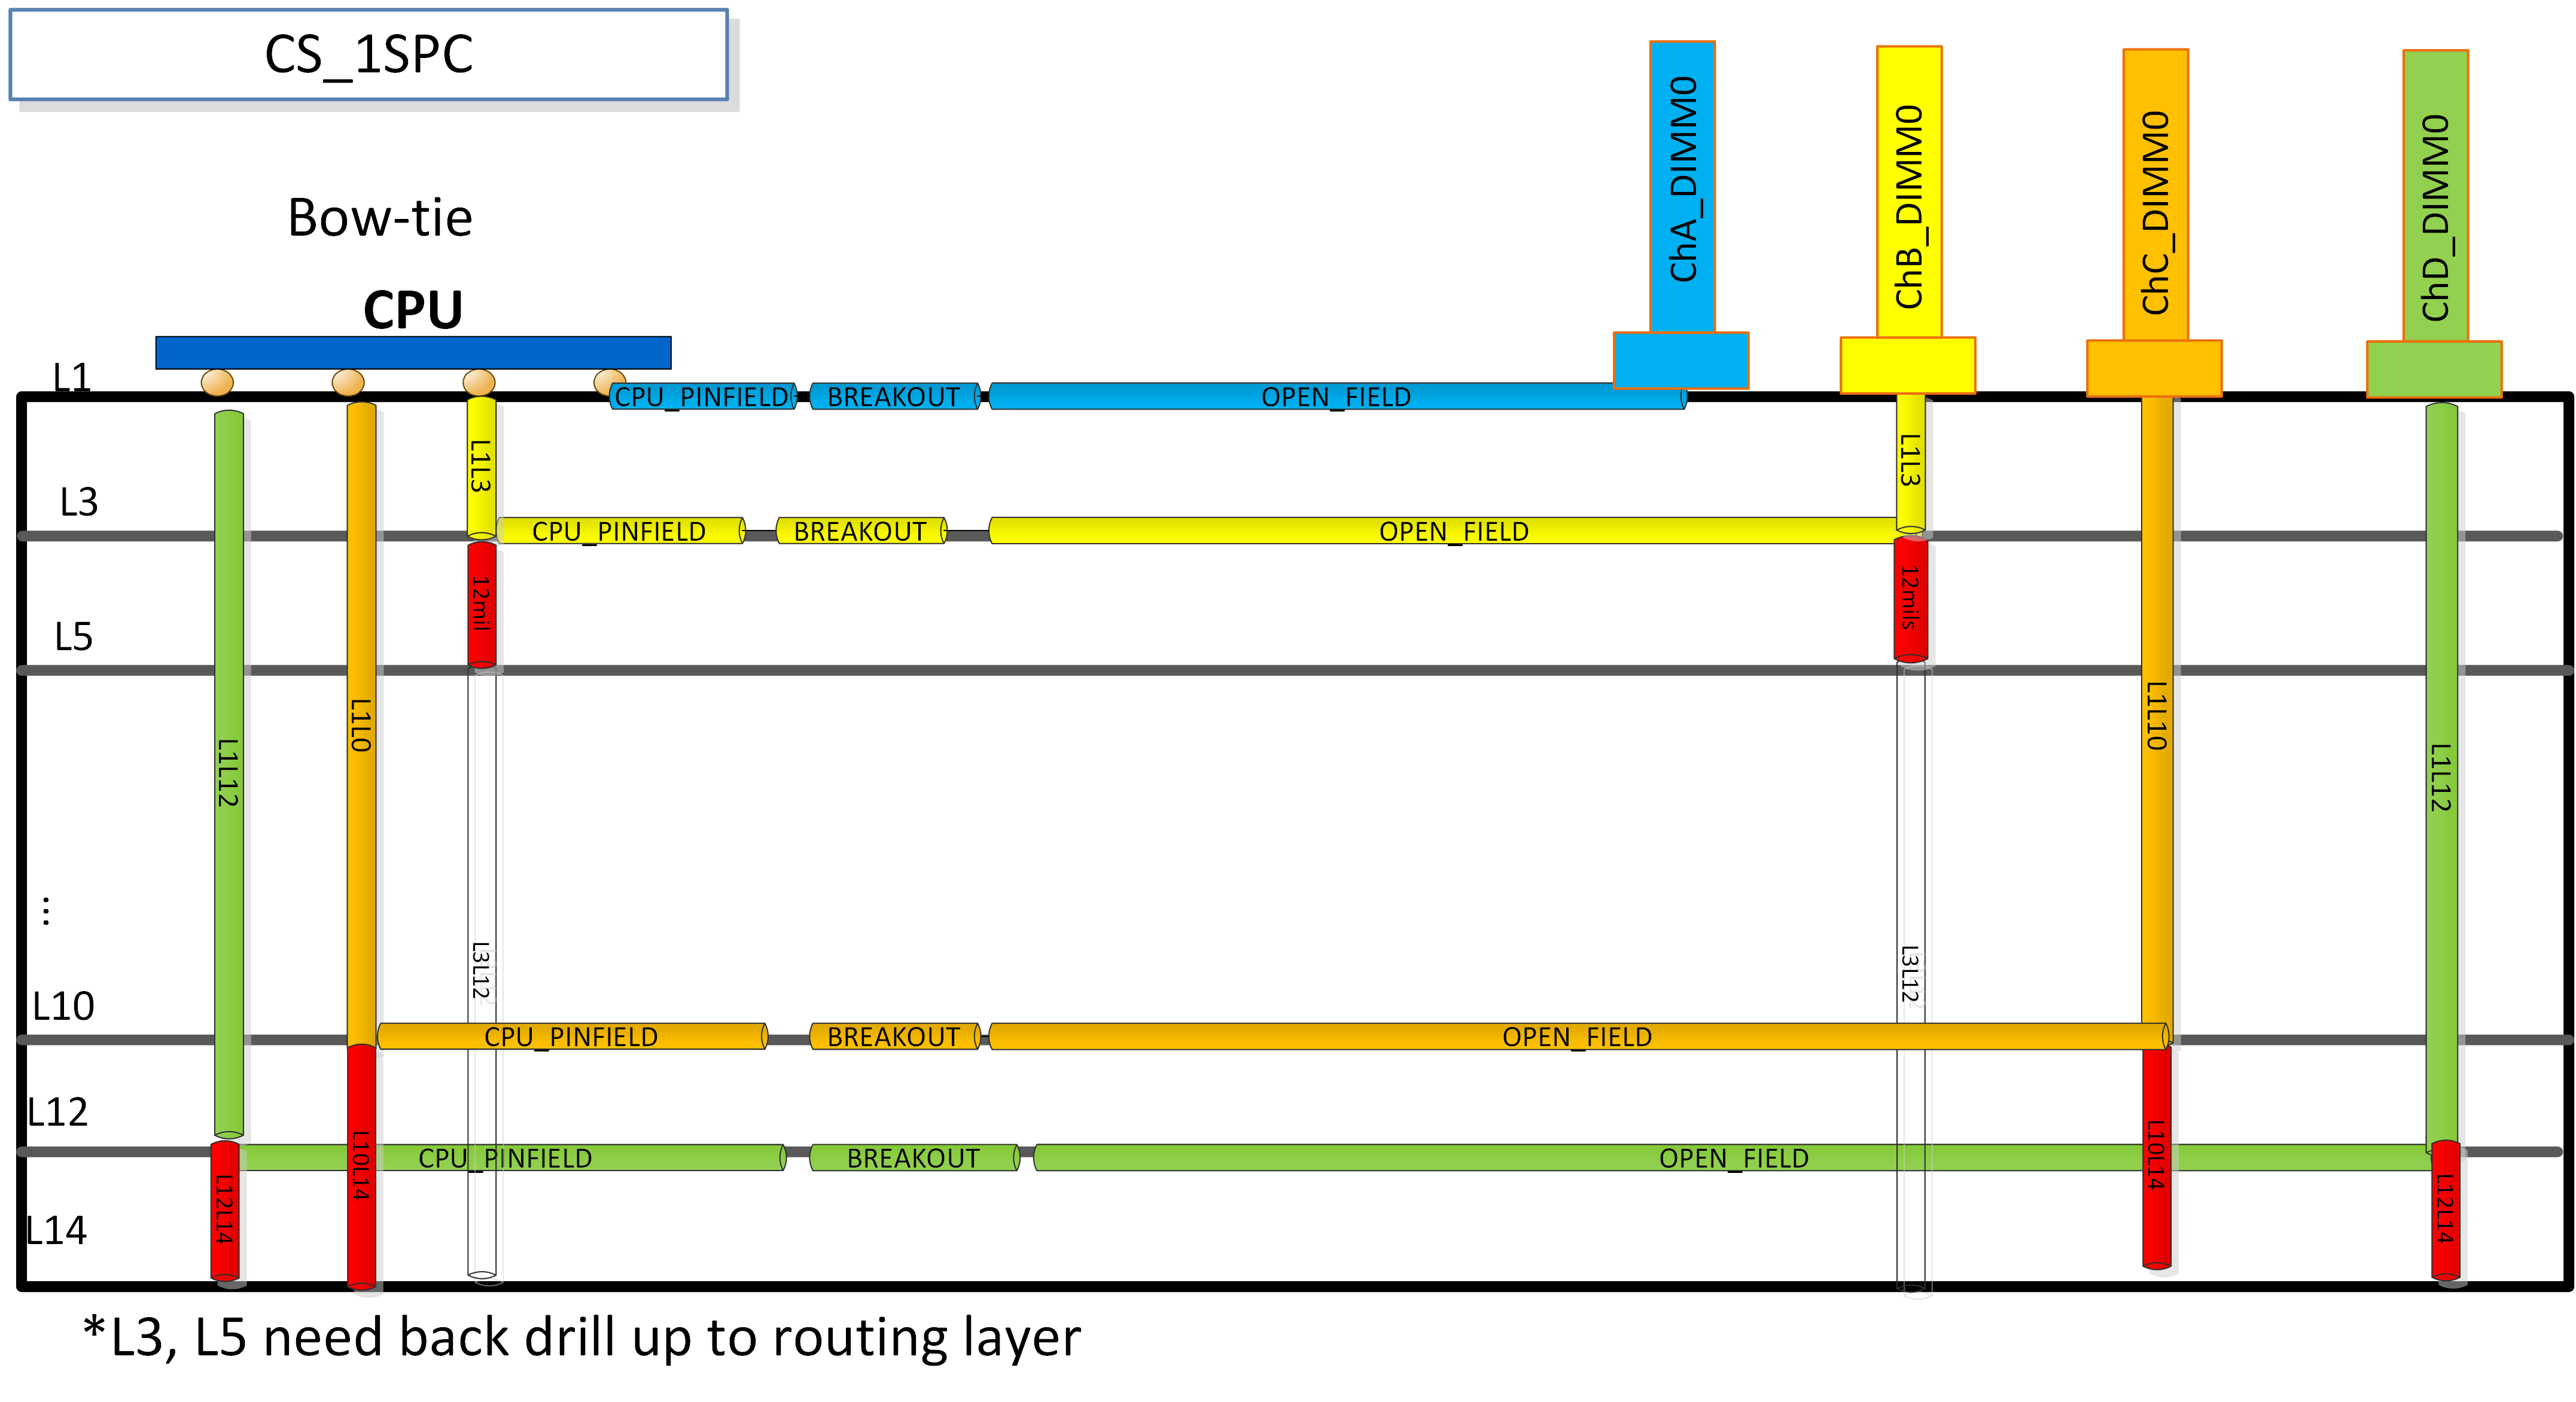 CS_1SPC
Bow-tie
CPU
ChA_DIMM0
ChB_DIMM0
ChC_DIMM0
ChD_DIMM0
L1
CPU_PINFIELD
BREAKOUT
OPEN_FIELD
L1L3
L1L3
L3
CPU_PINFIELD
BREAKOUT
OPEN_FIELD
12mil
12mils
L5
L1L12
L1L0
L1L10
L1L12
...
L3L12
L3L12
L10
CPU_PINFIELD
BREAKOUT
OPEN_FIELD
L12
CPU_PINFIELD
BREAKOUT
OPEN_FIELD
L12L14
L10L14
L10L14
L12L14
L14
*L3, L5 need back drill up to routing layer